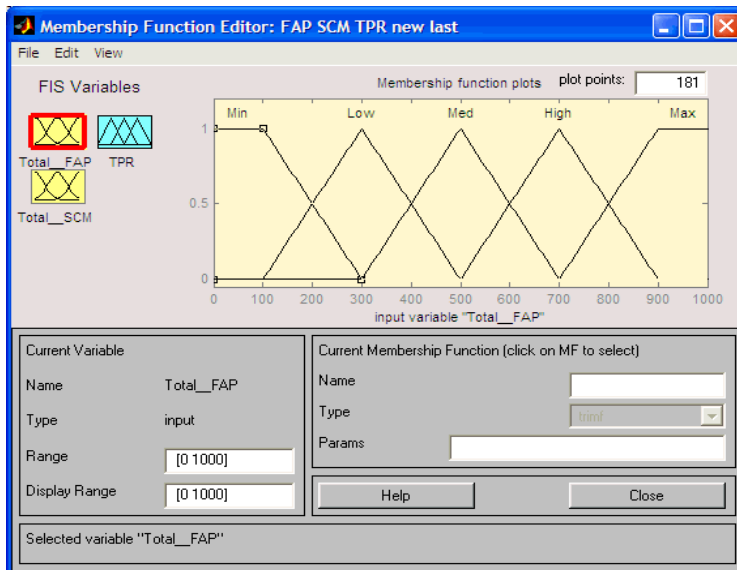 Membership Function Editor: FAP SCM TPR new last
File Edit View
FIS Variables
Membership function plots plot points: 181
Total__FAP TPR
Total__SCM
Min Low Med High Max
1
0.5
0
0 100 200 300 400 500 600 700 800 900 1000
input variable "Total__FAP"
Current Variable
Name Total__FAP
Type input
Range [0 1000]
Display Range [0 1000]
Current Membership Function (click on MF to select)
Name
Type trimf
Params
Help Close
Selected variable "Total__FAP"